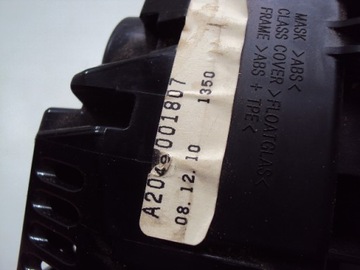 MASK >ABS<
GLASS COVER >FLOATGLASS<
FRAME >ABS + TPE<
A2049001807
08.12.10 1350